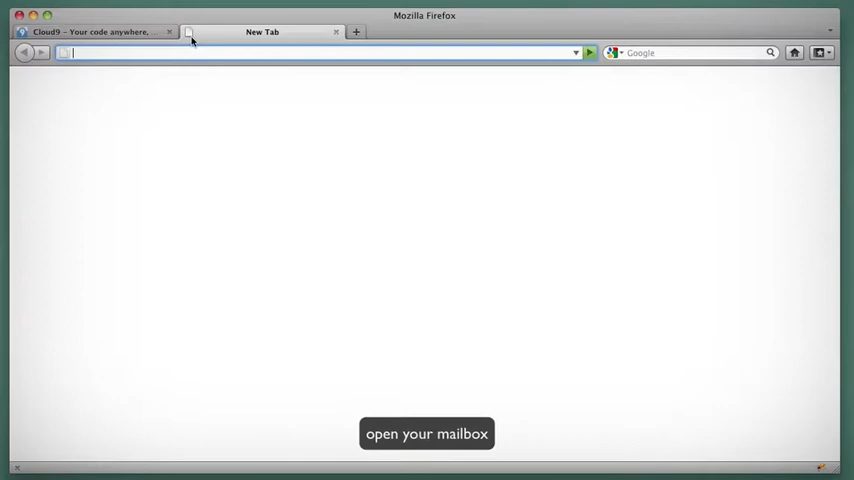 Mozilla Firefox
Cloud9 – Your code anywhere, ...
New Tab
Google
open your mailbox